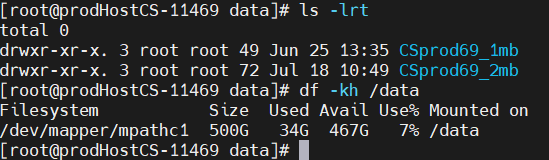 [root@prodHostCS-11469 data]# ls -lrt
total 0
drwxr-xr-x. 3 root root 49 Jun 25 13:35 CSprod69_1mb
drwxr-xr-x. 3 root root 72 Jul 18 10:49 CSprod69_2mb
[root@prodHostCS-11469 data]# df -kh /data
Filesystem          Size  Used Avail Use% Mounted on
/dev/mapper/mpathc1  500G   34G  467G   7% /data
[root@prodHostCS-11469 data]#